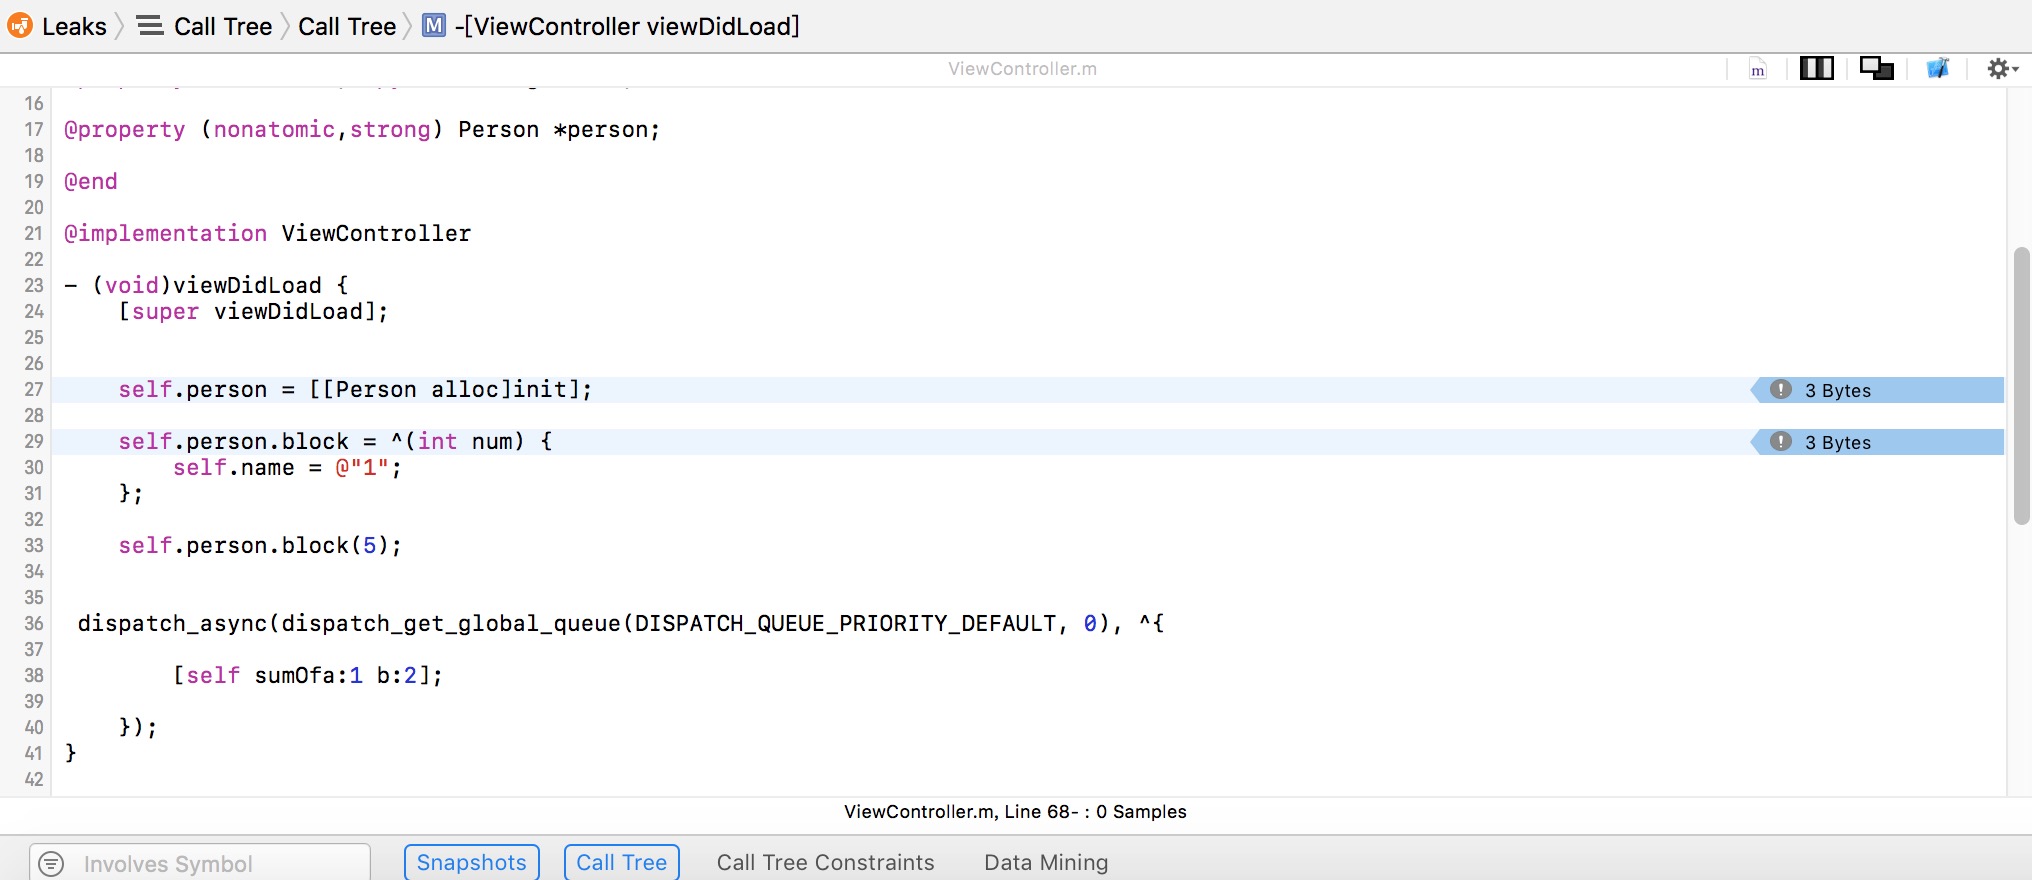 Leaks Call Tree Call Tree M -[ViewController viewDidLoad]
ViewController.m
m
16
17 @property (nonatomic,strong) Person *person;
18
19 @end
20
21 @implementation ViewController
22
23 - (void)viewDidLoad {
24 [super viewDidLoad];
25
26
27 self.person = [[Person alloc]init]; 3 Bytes
28
29 self.person.block = ^(int num) { 3 Bytes
30 self.name = @"1";
31 };
32
33 self.person.block(5);
34
35
36 dispatch_async(dispatch_get_global_queue(DISPATCH_QUEUE_PRIORITY_DEFAULT, 0), ^{
37
38 [self sumOfa:1 b:2];
39
40 });
41 }
42
ViewController.m, Line 68- : 0 Samples
Involves Symbol Snapshots Call Tree Call Tree Constraints Data Mining